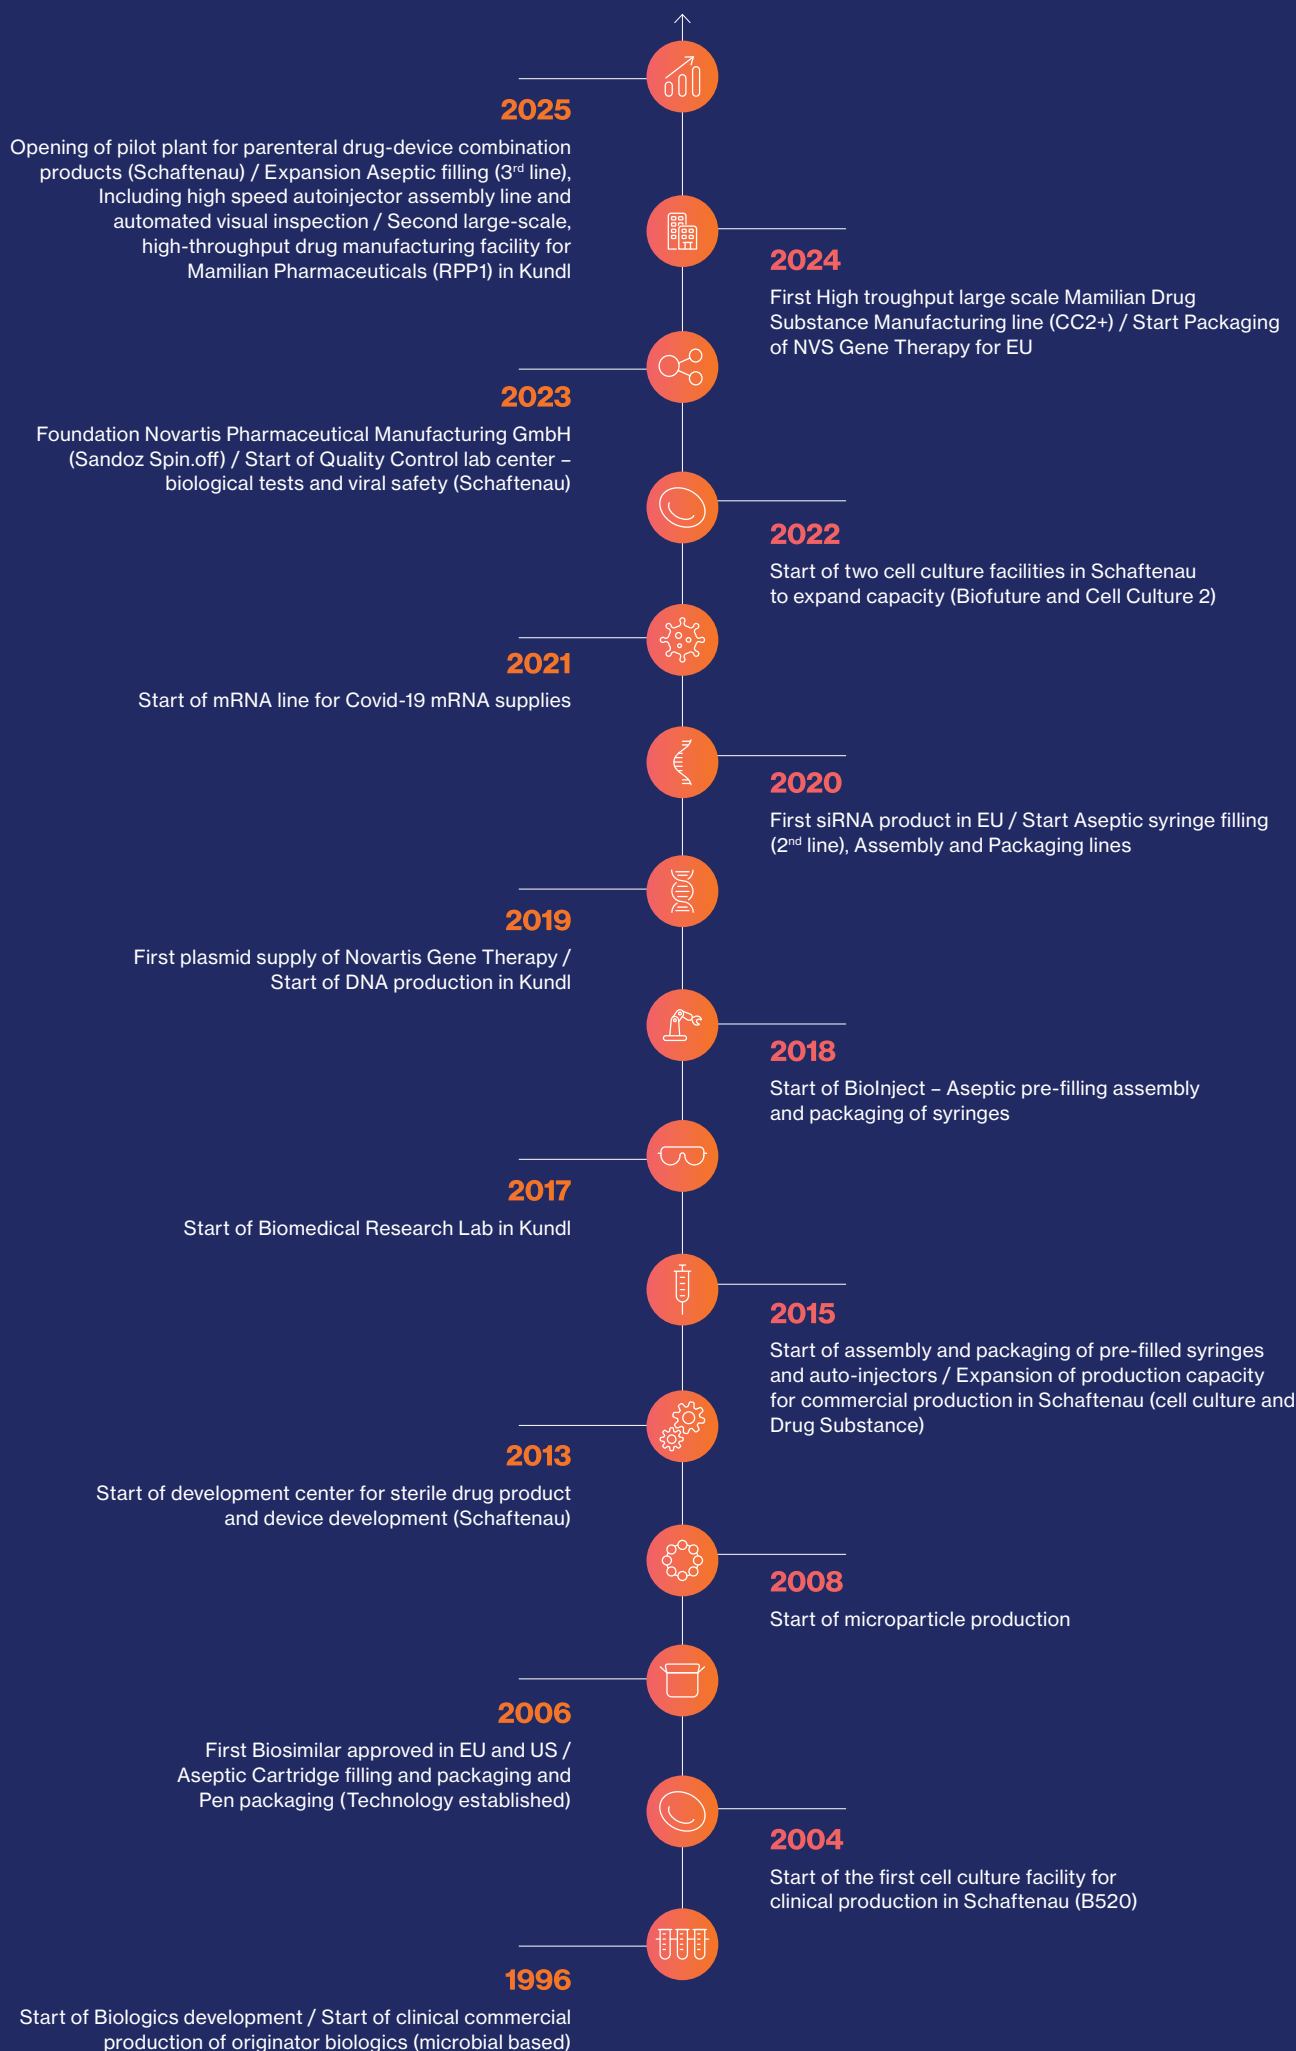 2025
Opening of pilot plant for parenteral drug-device combination
products (Schaftenau) / Expansion Aseptic filling (3rd line),
Including high speed autoinjector assembly line and
automated visual inspection / Second large-scale,
high-throughput drug manufacturing facility for
Mamilian Pharmaceuticals (RPP1) in Kundl
2024
First High troughput large scale Mamilian Drug
Substance Manufacturing line (CC2+) / Start Packaging
of NVS Gene Therapy for EU
2023
Foundation Novartis Pharmaceutical Manufacturing GmbH
(Sandoz Spin.off) / Start of Quality Control lab center –
biological tests and viral safety (Schaftenau)
2022
Start of two cell culture facilities in Schaftenau
to expand capacity (Biofuture and Cell Culture 2)
2021
Start of mRNA line for Covid-19 mRNA supplies
2020
First siRNA product in EU / Start Aseptic syringe filling
(2nd line), Assembly and Packaging lines
2019
First plasmid supply of Novartis Gene Therapy /
Start of DNA production in Kundl
2018
Start of BioInject – Aseptic pre-filling assembly
and packaging of syringes
2017
Start of Biomedical Research Lab in Kundl
2015
Start of assembly and packaging of pre-filled syringes
and auto-injectors / Expansion of production capacity
for commercial production in Schaftenau (cell culture and
Drug Substance)
2013
Start of development center for sterile drug product
and device development (Schaftenau)
2008
Start of microparticle production
2006
First Biosimilar approved in EU and US /
Aseptic Cartridge filling and packaging and
Pen packaging (Technology established)
2004
Start of the first cell culture facility for
clinical production in Schaftenau (B520)
1996
Start of Biologics development / Start of clinical commercial
production of originator biologics (microbial based)